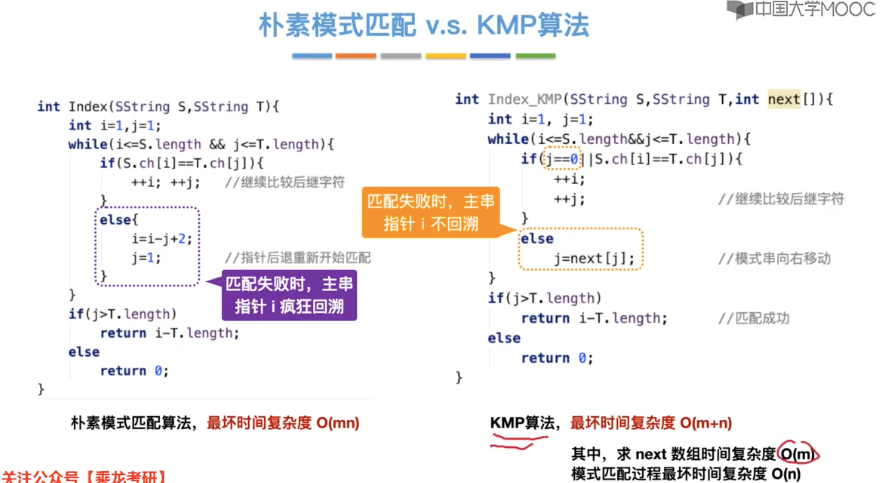 中国大学MOOC
朴素模式匹配 v.s. KMP算法
int Index(SString S,SString T){
int i=1,j=1;
while(i<=S.length && j<=T.length){
if(S.ch[i]==T.ch[j]){
++i; ++j; //继续比较后继字符
}
else{
i=i-j+2;
j=1; //指针后退重新开始匹配
}
}
if(j>T.length)
return i-T.length;
else
return 0;
}
匹配失败时，主串
指针 i 疯狂回溯
朴素模式匹配算法，最坏时间复杂度 O(mn)
int Index_KMP(SString S,SString T,int next[]){
int i=1, j=1;
while(i<=S.length&&j<=T.length){
if(j==0||S.ch[i]==T.ch[j]){
++i;
++j; //继续比较后继字符
}
else
j=next[j]; //模式串向右移动
}
if(j>T.length)
return i-T.length; //匹配成功
else
return 0;
}
匹配失败时，主串
指针 i 不回溯
KMP算法，最坏时间复杂度 O(m+n)
其中，求 next 数组时间复杂度 O(m)
模式匹配过程最坏时间复杂度 O(n)
关注公众号【乘龙考研】